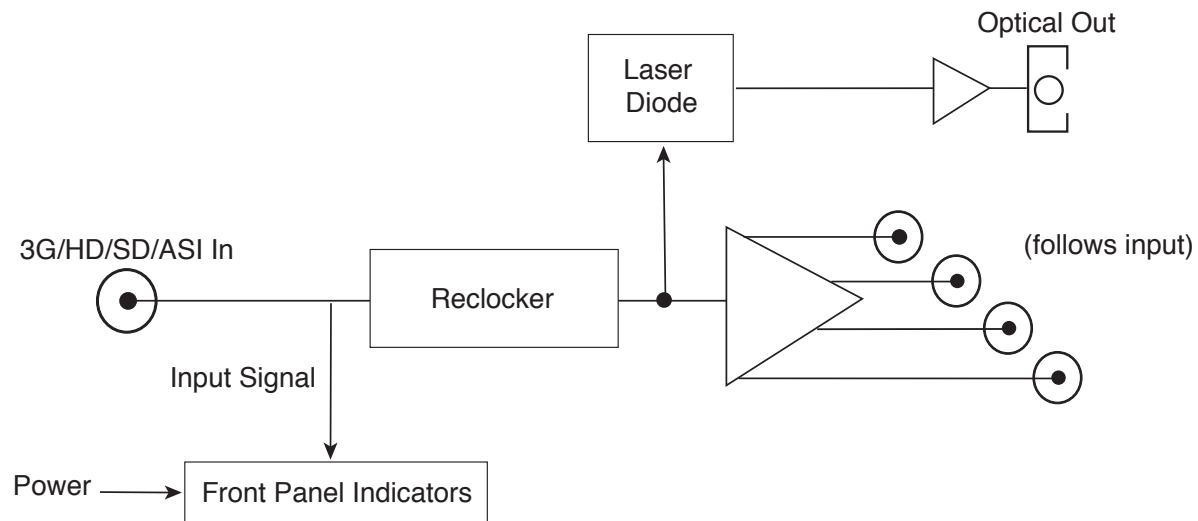 Optical Out
Laser
Diode
3G/HD/SD/ASI In
(follows input)
Reclocker
Input Signal
Power
Front Panel Indicators